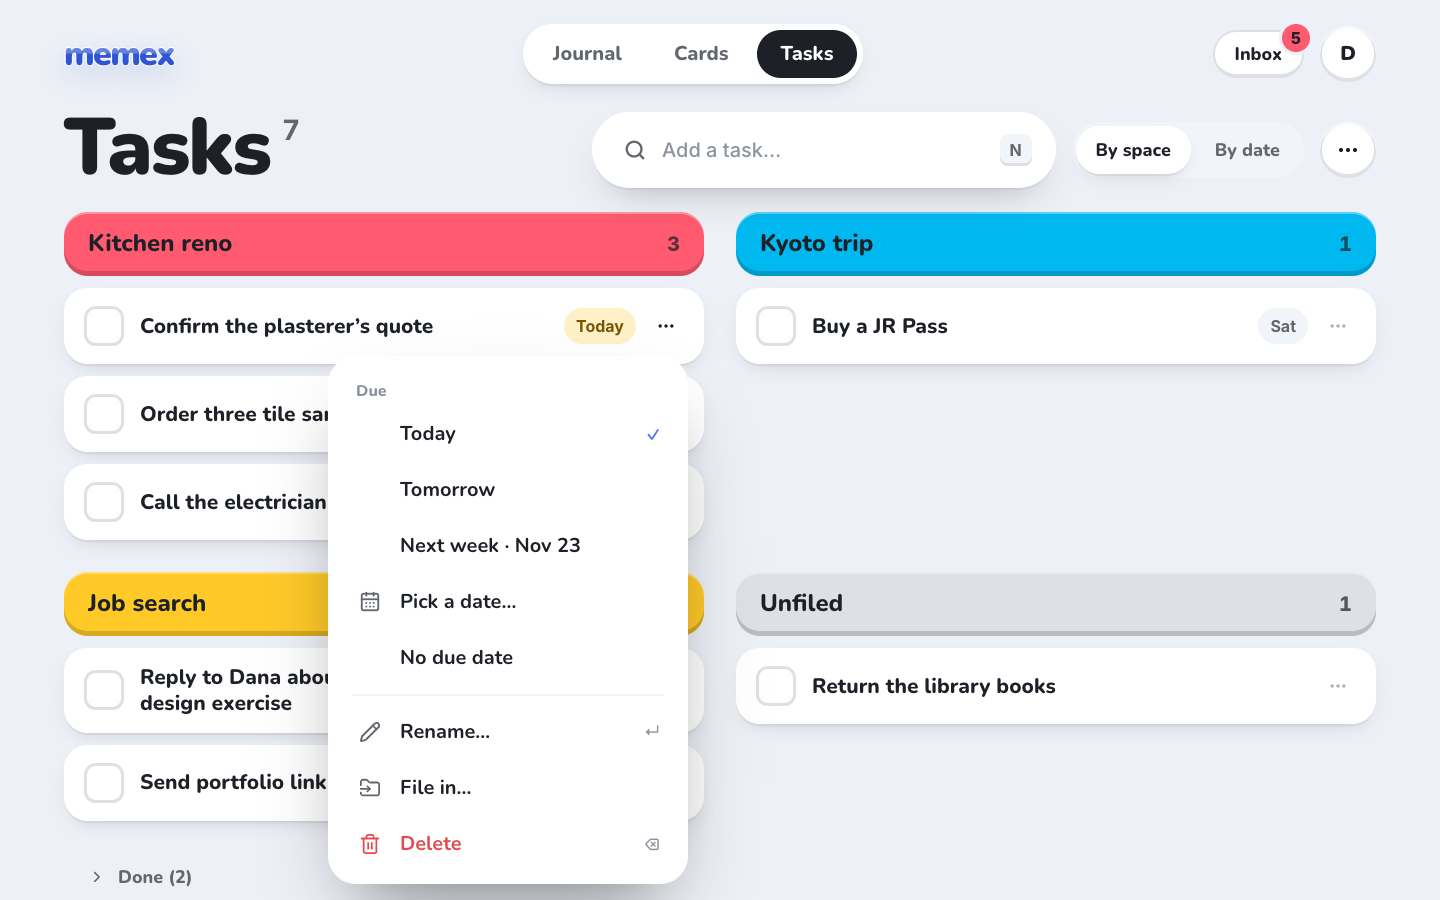 memex
Journal
Cards
Tasks
Inbox
5
D
Tasks 7
Add a task...
N
By space
By date
Kitchen reno
3
Confirm the plasterer’s quote
Today
Order three tile
Call the electrician
Job search
Reply to Dana
design exercise
Send portfolio link
Done (2)
Kyoto trip
1
Buy a JR Pass
Sat
Unfiled
1
Return the library books
Due
Today
Tomorrow
Next week · Nov 23
Pick a date...
No due date
Rename...
File in...
Delete